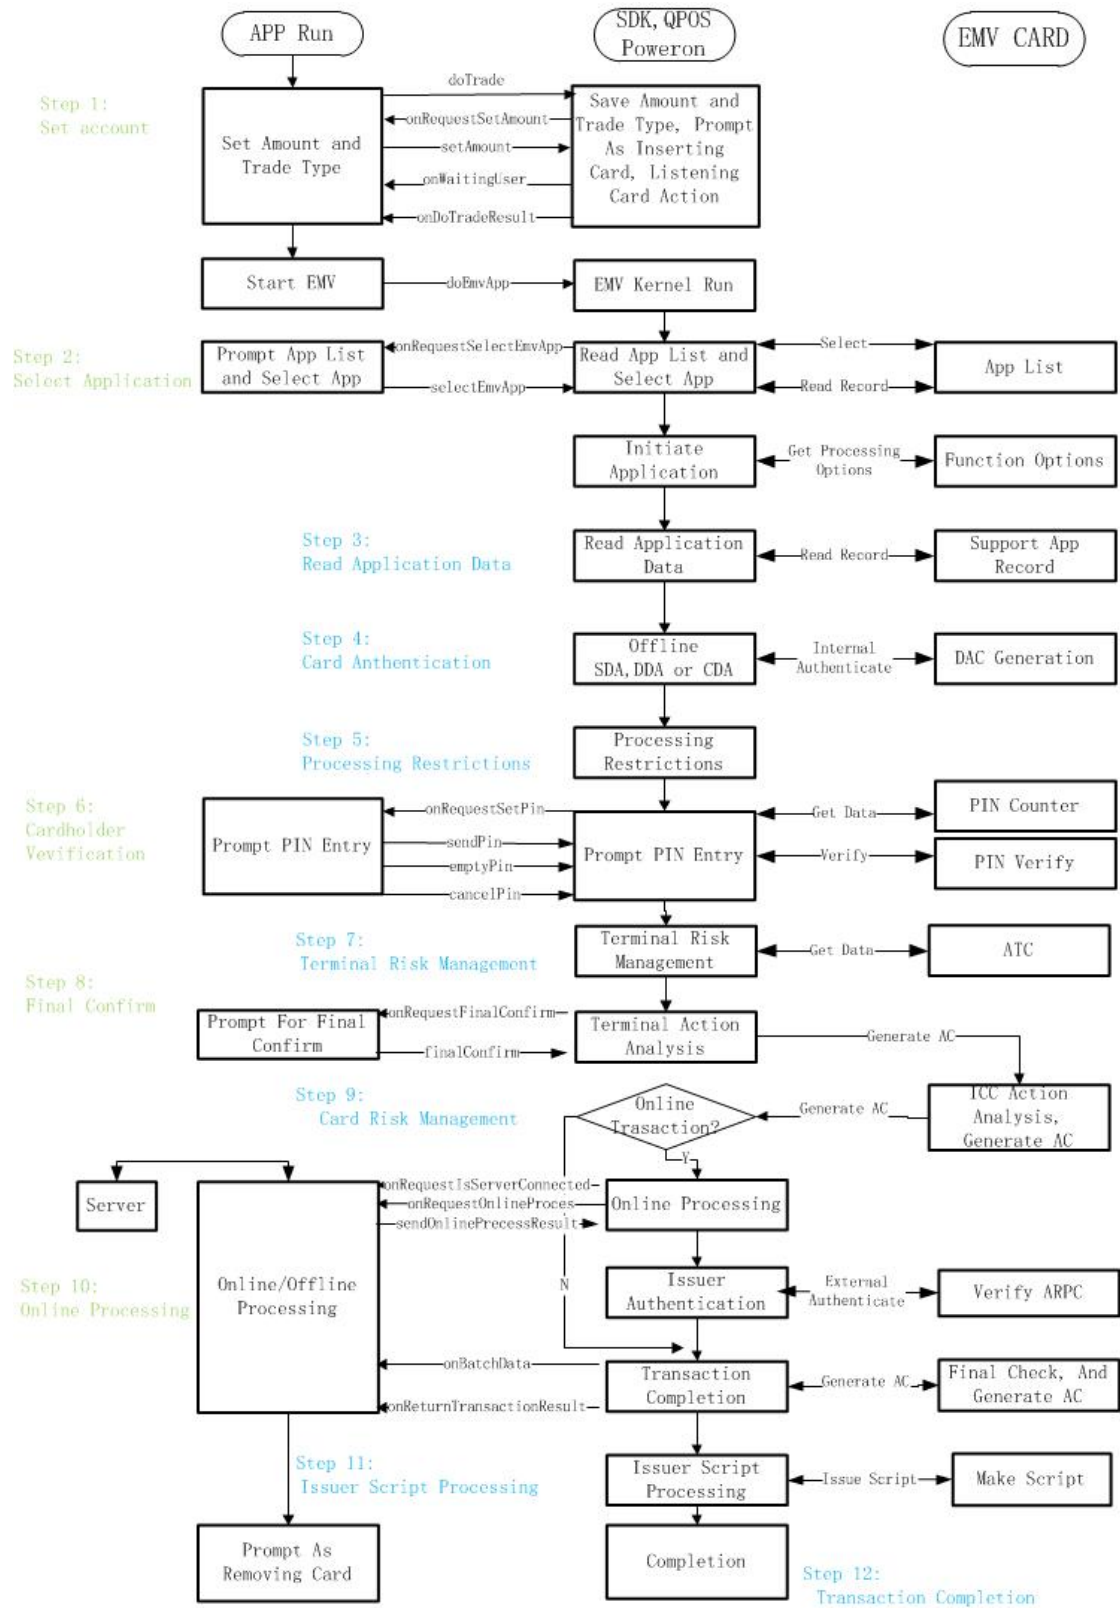 APP Run
SDK,QPOS
Poweron
EMV CARD
Step 1:
Set account
Set Amount and
Trade Type
doTrade
onRequestSetAmount
setAmount
onWaitingUser
onDoTradeResult
Save Amount and
Trade Type, Prompt
As Inserting
Card, Listening
Card Action
Start EMV
doEmvApp
EMV Kernel Run
Step 2:
Select Application
Prompt App List
and Select App
onRequestSelectEmvApp
selectEmvApp
Read App List and
Select App
Select
Read Record
App List
Initiate
Application
Get Processing
Options
Function Options
Step 3:
Read Application Data
Read Application
Data
Read Record
Support App
Record
Step 4:
Card Anthentication
Offline
SDA,DDA or CDA
Internal
Authenticate
DAC Generation
Step 5:
Processing Restrictions
Processing
Restrictions
Step 6:
Cardholder
Vevification
Prompt PIN Entry
onRequestSetPin
sendPin
emptyPin
cancelPin
Prompt PIN Entry
Get Data
Verify
PIN Counter
PIN Verify
Step 7:
Terminal Risk Management
Terminal Risk
Management
Get Data
ATC
Step 8:
Final Confirm
Prompt For Final
Confirm
onRequestFinalConfirm
finalConfirm
Terminal Action
Analysis
Generate AC
Step 9:
Card Risk Management
Online
Trasaction?
Generate AC
ICC Action
Analysis,
Generate AC
Y
Server
onRequestIsServerConnected
onRequestOnlineProces
sendOnlinePrecessResult
Online Processing
Step 10:
Online Processing
Online/Offline
Processing
N
Issuer
Authentication
External
Authenticate
Verify ARPC
onBatchData
onReturnTransactionResult
Transaction
Completion
Generate AC
Final Check, And
Generate AC
Step 11:
Issuer Script Processing
Issuer Script
Processing
Issue Script
Make Script
Prompt As
Removing Card
Completion
Step 12:
Transaction Completion